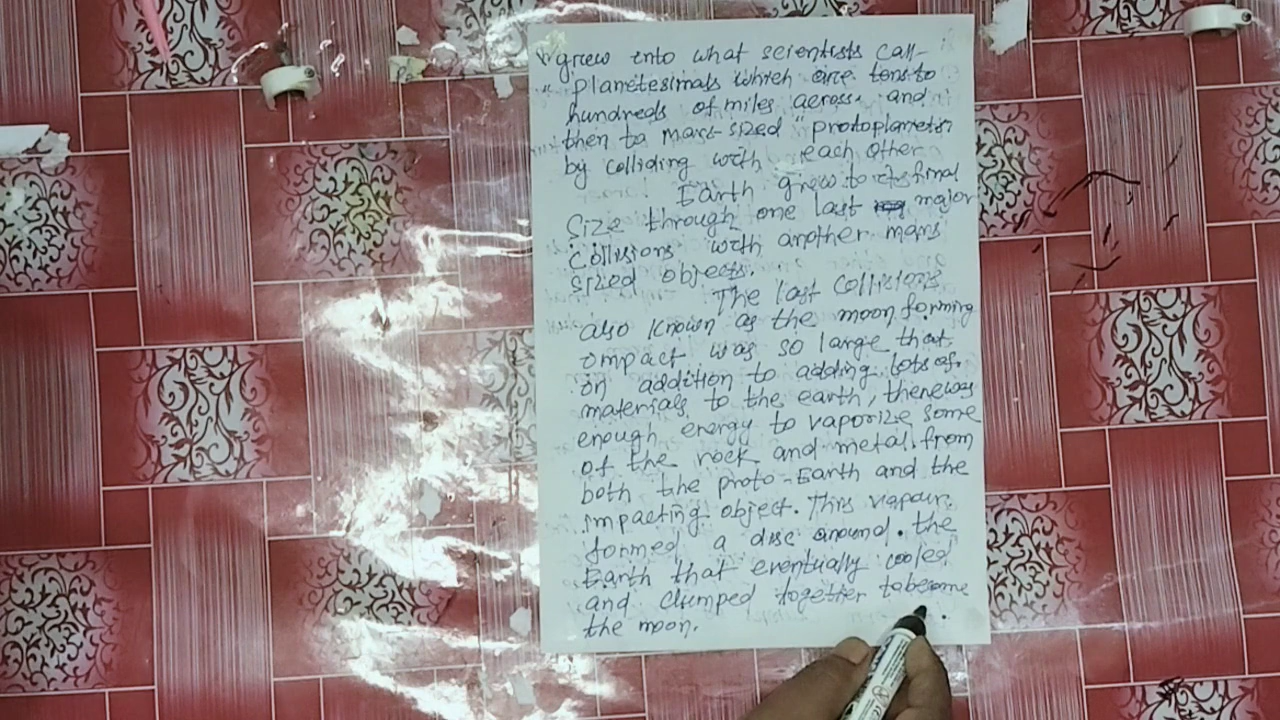 grew into what scientists call-
" planetesimals which are tens to
hundreds of miles across. and
then to mars-sized "protoplanets"
by colliding with each other
Earth grew to its final
size through one last major
collisions with another mars
sized objects.
The last collisions
also known as the moon forming
impact was so large that
in addition to adding lots of
materials to the earth, there was
enough energy to vaporize some
of the rock and metal. from
both the proto-Earth and the
impacting object. This vapour
formed a disc around. the
Earth that eventually cooled
and clumped together to become
the moon.